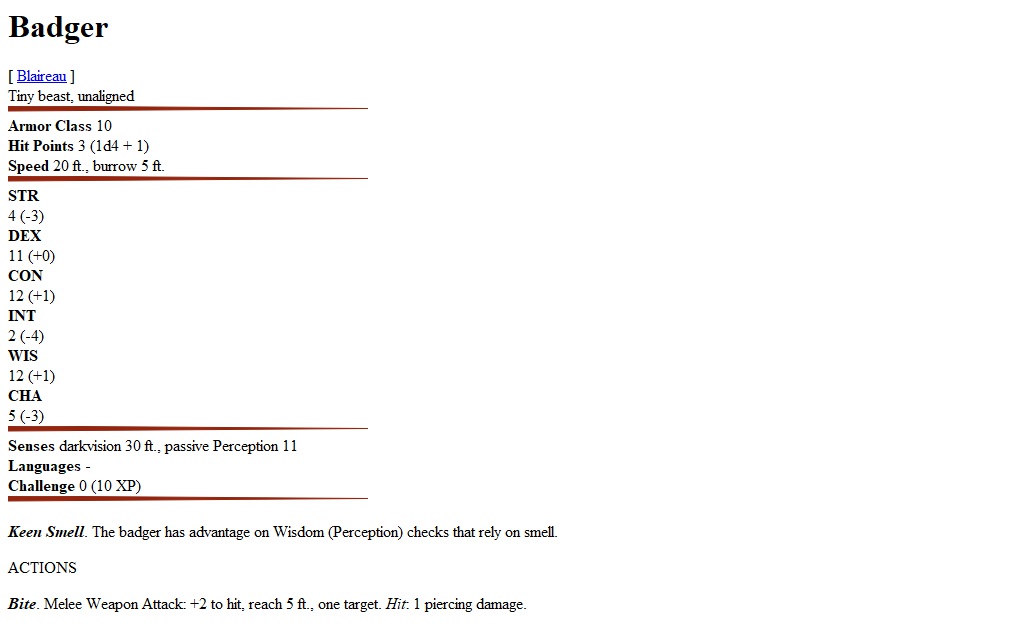 Badger
[ Blaireau ]
Tiny beast, unaligned
Armor Class 10
Hit Points 3 (1d4 + 1)
Speed 20 ft., burrow 5 ft.
STR
4 (-3)
DEX
11 (+0)
CON
12 (+1)
INT
2 (-4)
WIS
12 (+1)
CHA
5 (-3)
Senses darkvision 30 ft., passive Perception 11
Languages -
Challenge 0 (10 XP)
Keen Smell. The badger has advantage on Wisdom (Perception) checks that rely on smell.
ACTIONS
Bite. Melee Weapon Attack: +2 to hit, reach 5 ft., one target. Hit: 1 piercing damage.